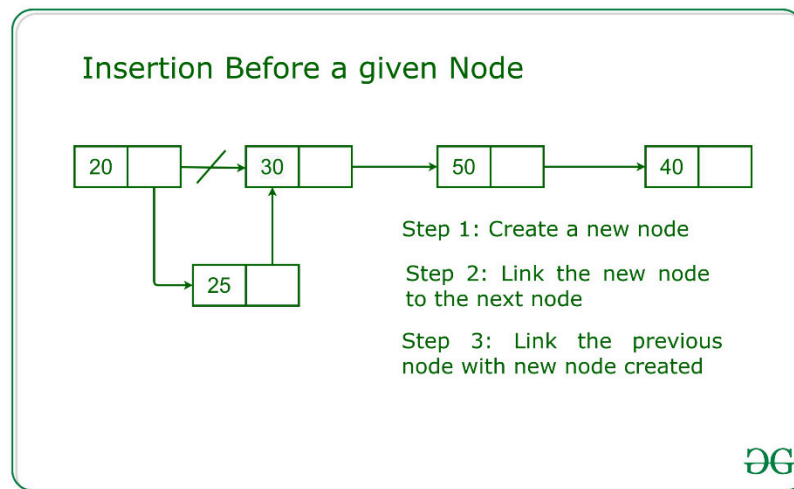 Insertion Before a given Node
20 30 50 40
25
Step 1: Create a new node
Step 2: Link the new node
to the next node
Step 3: Link the previous
node with new node created